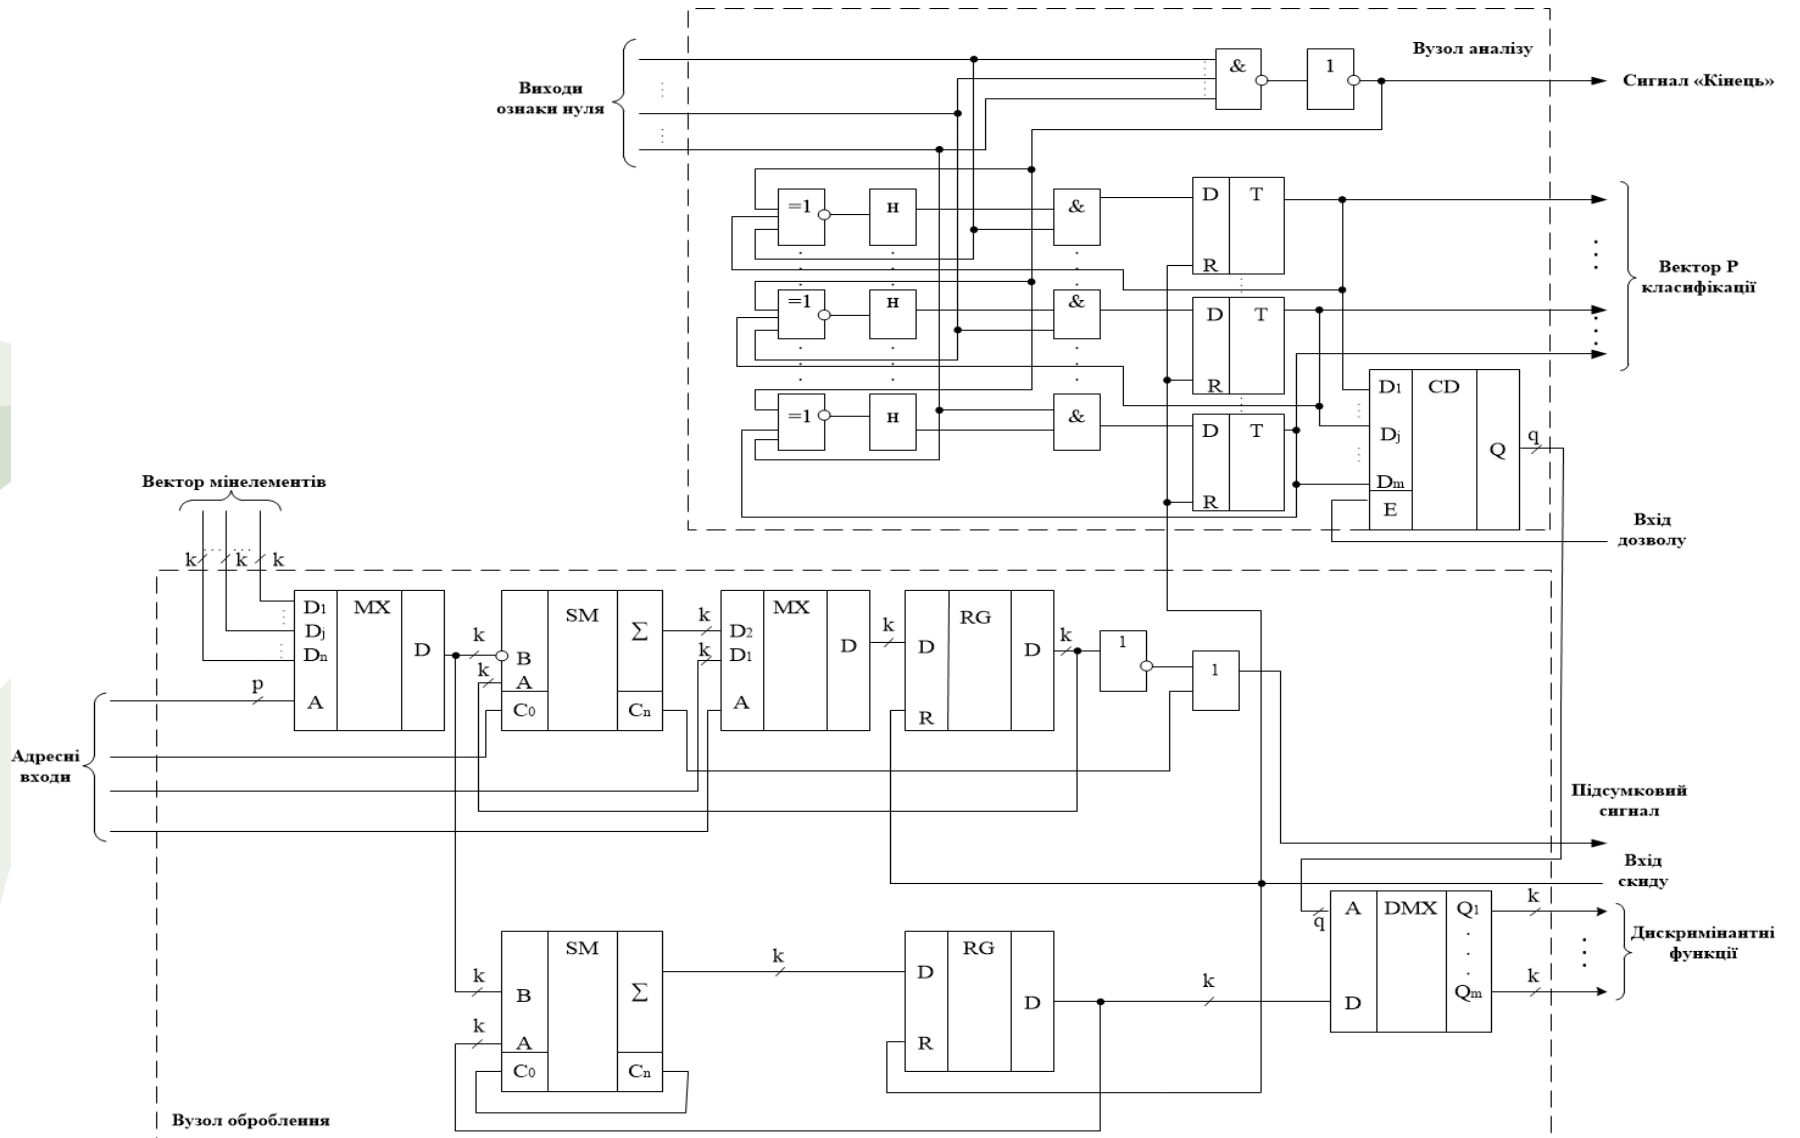 Вузол аналізу
&
1
Сигнал «Кінець»
Виходи
ознаки нуля
=1
н
&
D T
R
Вектор P
класифікації
=1
н
&
D T
R
=1
н
&
D T
R
D1 CD
Dj
Q
q
Dm
E
Вхід
дозволу
Вектор мінелементів
k k k
D1 MX
Dj
Dn D
A
p
k
k
SM Σ
B
A
C0 Cn
k
k
MX
D2
D1 D
A
k
RG
D D
R
k
1
1
Адресні
входи
Підсумковий
сигнал
Вхід
скиду
k
k
SM Σ
B
A
C0 Cn
k
RG
D D
R
k
q
A DMX Q1
D Qm
k
k
Дискримінантні
функції
Вузол оброблення